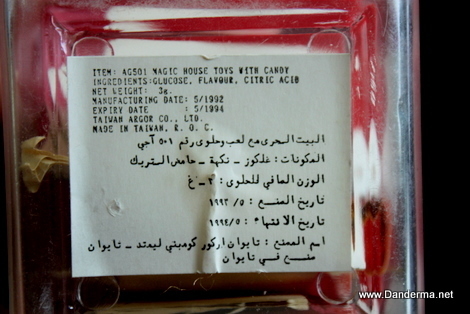 ITEM: AG501 MAGIC HOUSE TOYS WITH CANDY
INGREDIENTS:GLUCOSE, FLAVOUR, CITRIC ACID
NET WEIGHT: 3g.
MANUFACTURING DATE: 5/1992
EXPIRY DATE : 5/1994
TAIWAN ARGOR CO., LTD.
MADE IN TAIWAN, R. O. C.
البيت السحري مع لعب وحلوى رقم ٥٠١ آجي
المكونات : غلوكوز - نكهة - حامض الستريك
الوزن الصافي للحلوى : ٣ - غ
تاريخ الصنع : ٥/١٩٩٢
تاريخ الانتهاء : ٥/١٩٩٤
اسم المصنع : تايوان اركور كومبني ليمتد - تايوان
صنع في تايوان
www.Danderma.net